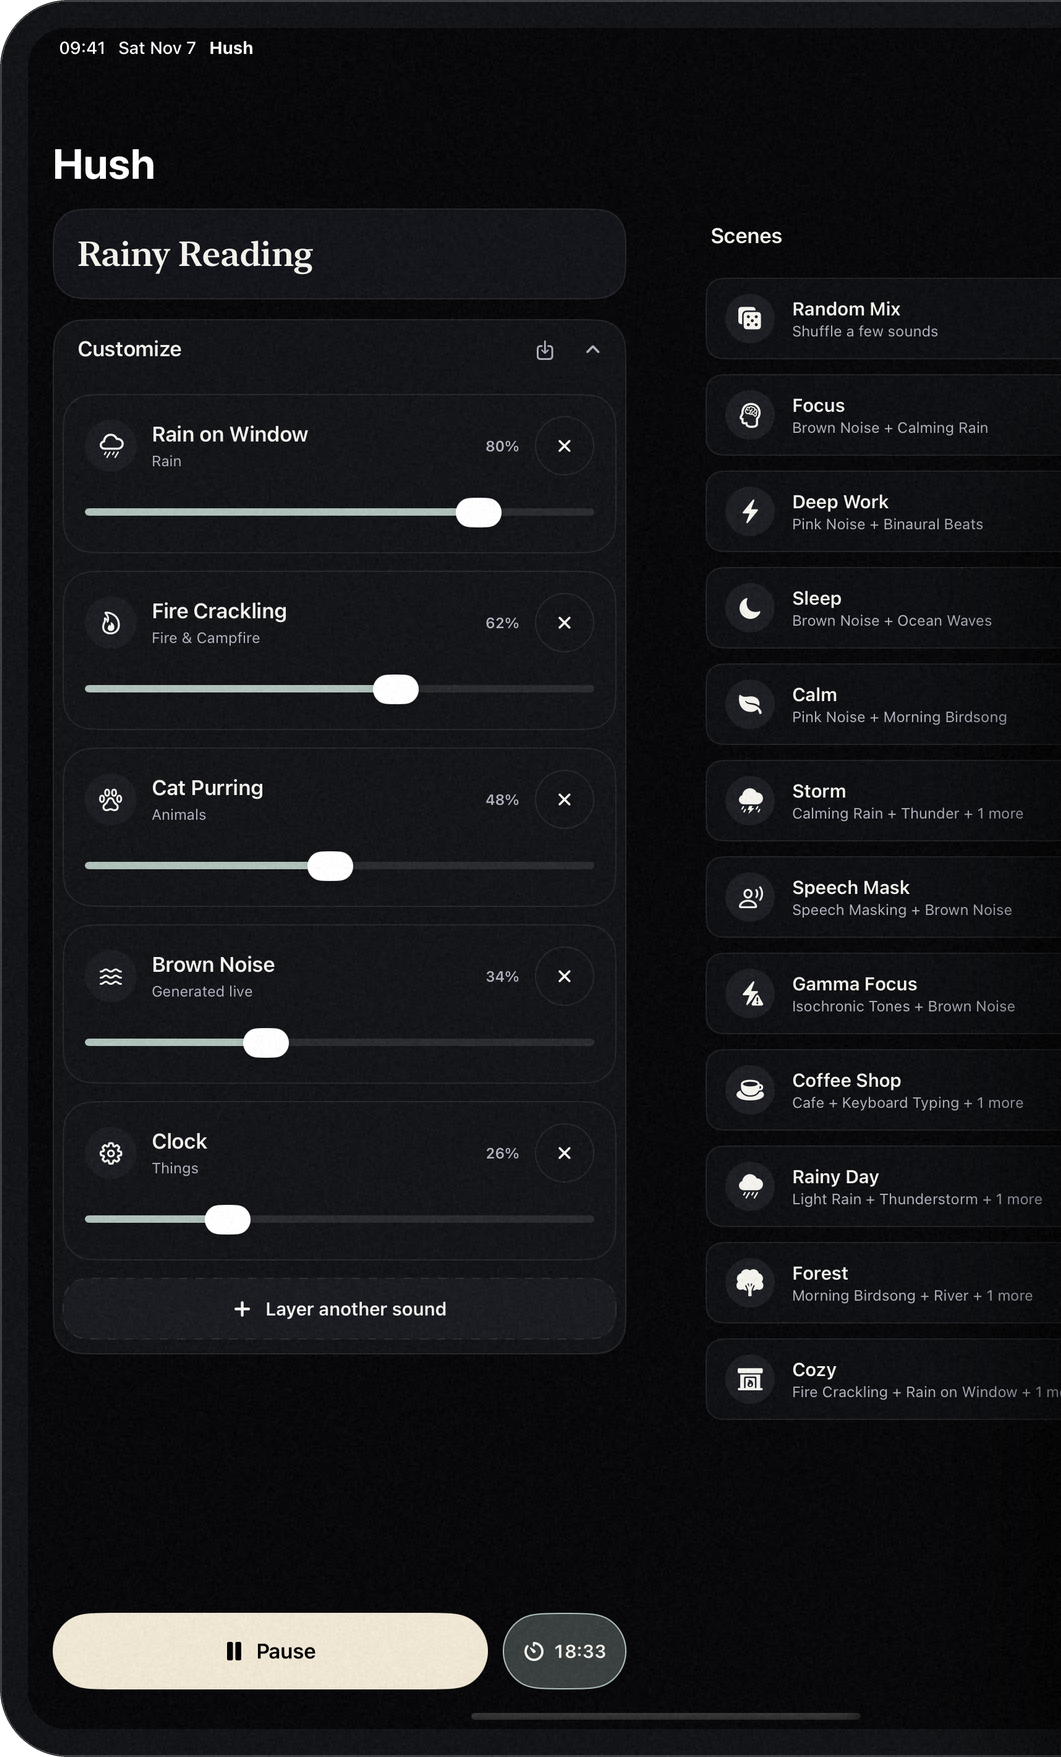 09:41 Sat Nov 7 Hush
Hush
Rainy Reading
Customize
Rain on Window
Rain
80%
Fire Crackling
Fire & Campfire
62%
Cat Purring
Animals
48%
Brown Noise
Generated live
34%
Clock
Things
26%
+ Layer another sound
Pause
18:33
Scenes
Random Mix
Shuffle a few sounds
Focus
Brown Noise + Calming Rain
Deep Work
Pink Noise + Binaural Beats
Sleep
Brown Noise + Ocean Waves
Calm
Pink Noise + Morning Birdsong
Storm
Calming Rain + Thunder + 1 more
Speech Mask
Speech Masking + Brown Noise
Gamma Focus
Isochronic Tones + Brown Noise
Coffee Shop
Cafe + Keyboard Typing + 1 more
Rainy Day
Light Rain + Thunderstorm + 1 more
Forest
Morning Birdsong + River + 1 more
Cozy
Fire Crackling + Rain on Window + 1